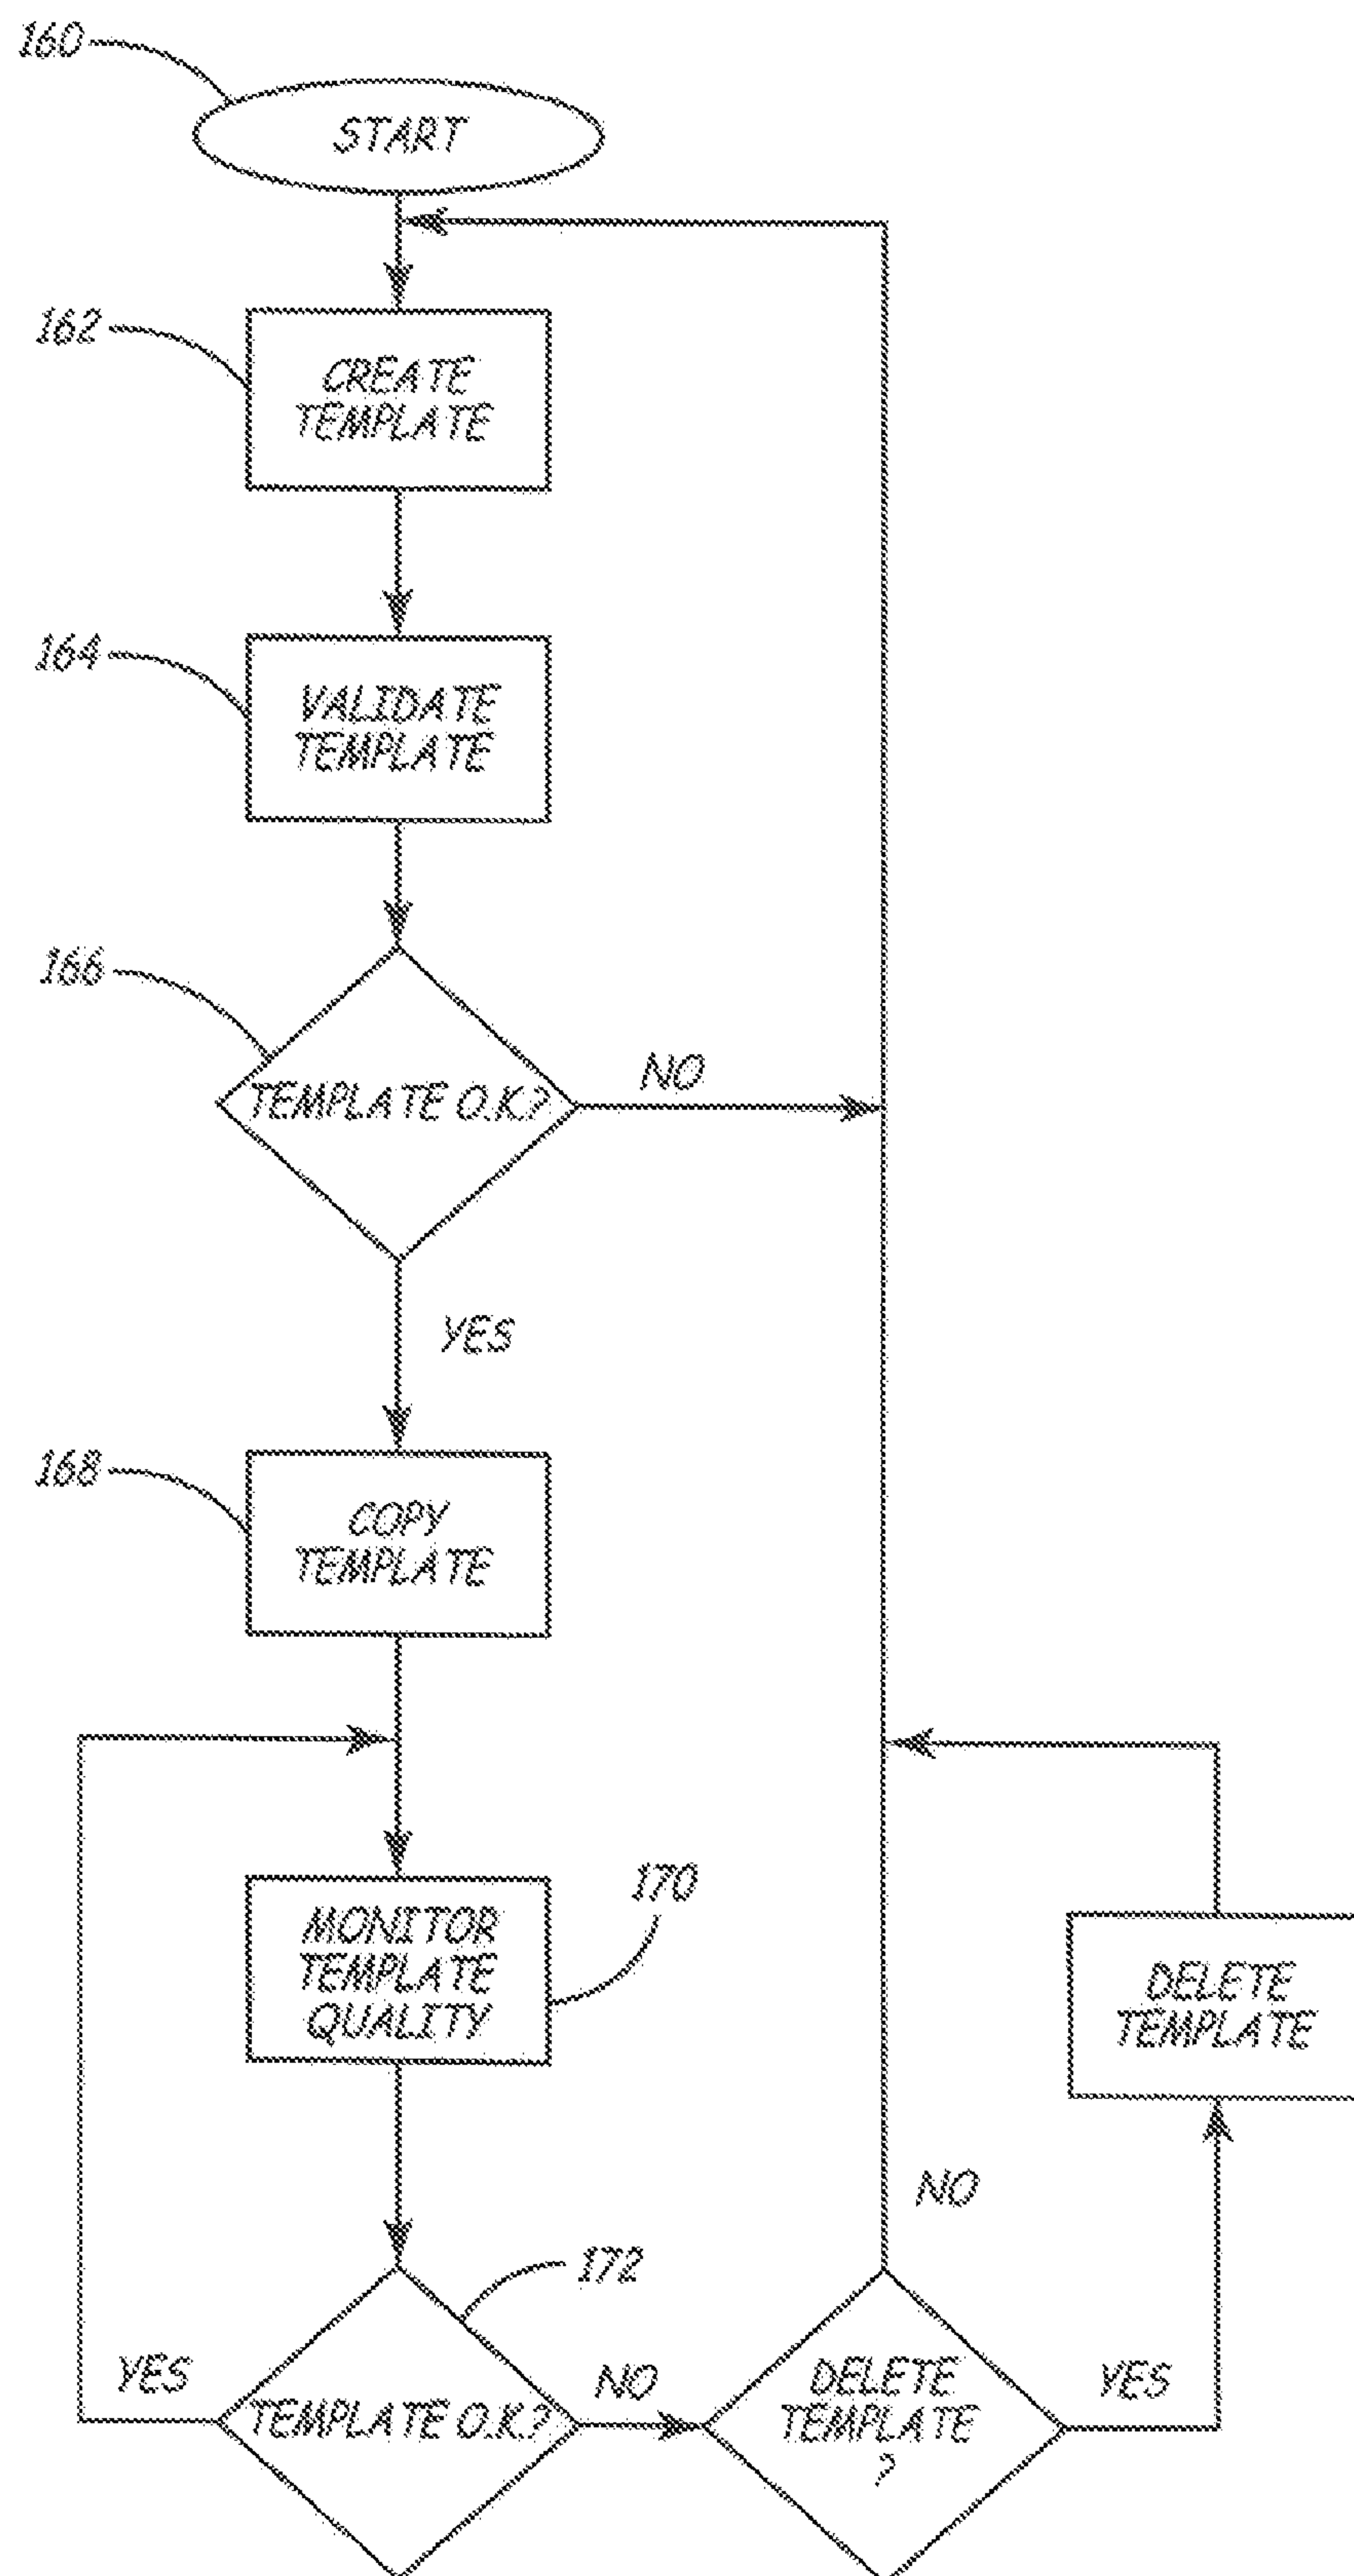 160
START
162
CREATE
TEMPLATE
164
VALIDATE
TEMPLATE
166
TEMPLATE O.K.?
NO
YES
168
COPY
TEMPLATE
170
MONITOR
TEMPLATE
QUALITY
DELETE
TEMPLATE
NO
172
YES
TEMPLATE O.K.?
NO
DELETE
TEMPLATE
?
YES